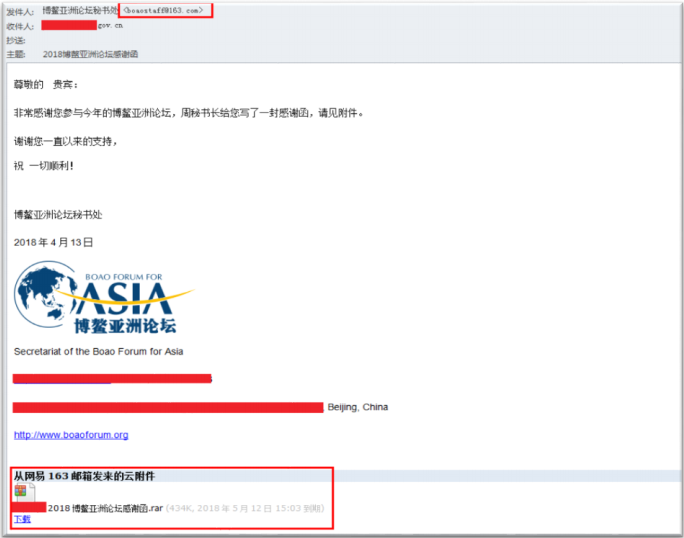 发件人: 博鳌亚洲论坛秘书处<boaostaff@163.com>
收件人: gov.cn
抄送:
主题: 2018博鳌亚洲论坛感谢函
尊敬的 贵宾：
非常感谢您参与今年的博鳌亚洲论坛，周秘书长给您写了一封感谢函，请见附件。
谢谢您一直以来的支持，
祝 一切顺利！
博鳌亚洲论坛秘书处
2018 年 4 月 13 日
BOAO FORUM FOR
ASIA
博鳌亚洲论坛
Secretariat of the Boao Forum for Asia
Beijing, China
http://www.boaoforum.org
从网易 163 邮箱发来的云附件
2018 博鳌亚洲论坛感谢函.rar (434K, 2018 年 5 月 12 日 15:03 到期)
下载